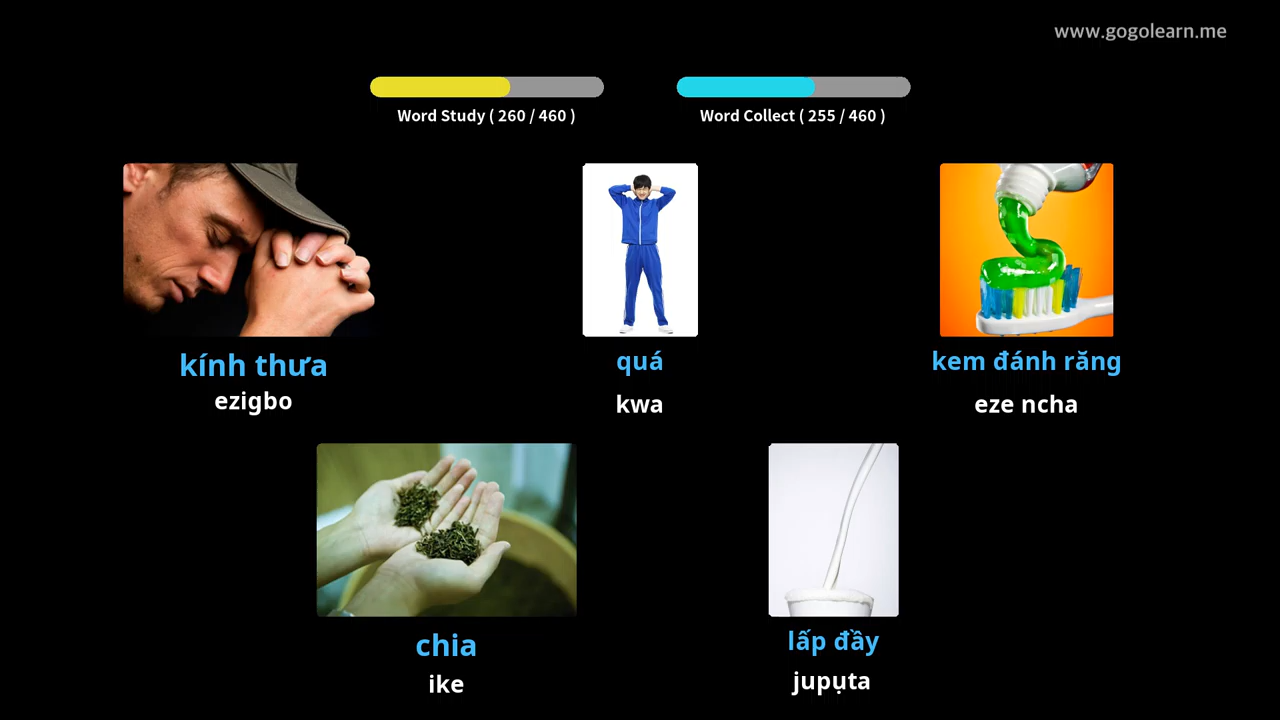 www.gogolearn.me
Word Study ( 260 / 460 )
Word Collect ( 255 / 460 )
kính thưa
ezigbo
quá
kwa
kem đánh răng
eze ncha
chia
ike
lấp đầy
jupụta